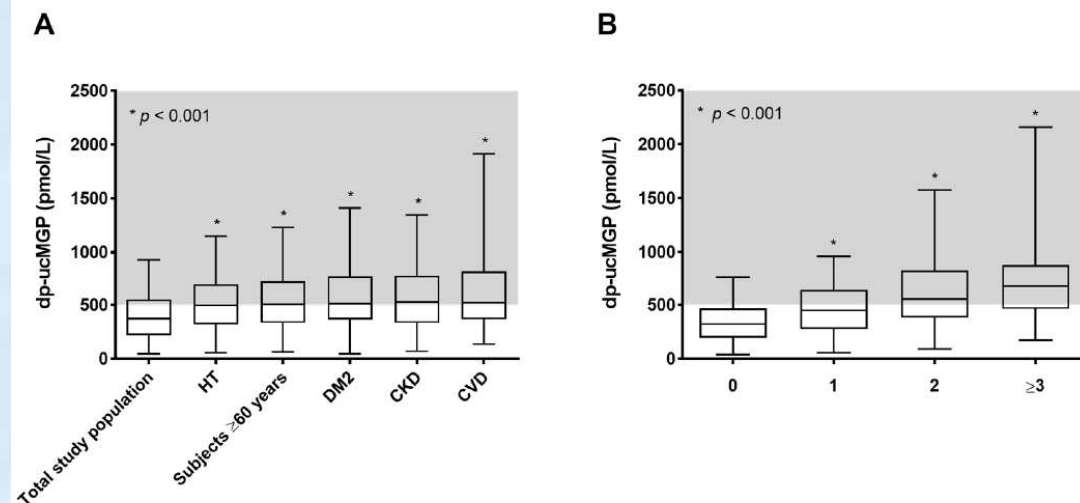 A
B
2500
2000
1500
1000
500
0
dp-ucMGP (pmol/L)
* p < 0.001
*
*
*
*
*
Total study population
HT
Subjects ≥60 years
DM2
CKD
CVD
2500
2000
1500
1000
500
0
dp-ucMGP (pmol/L)
* p < 0.001
*
*
*
0
1
2
≥3